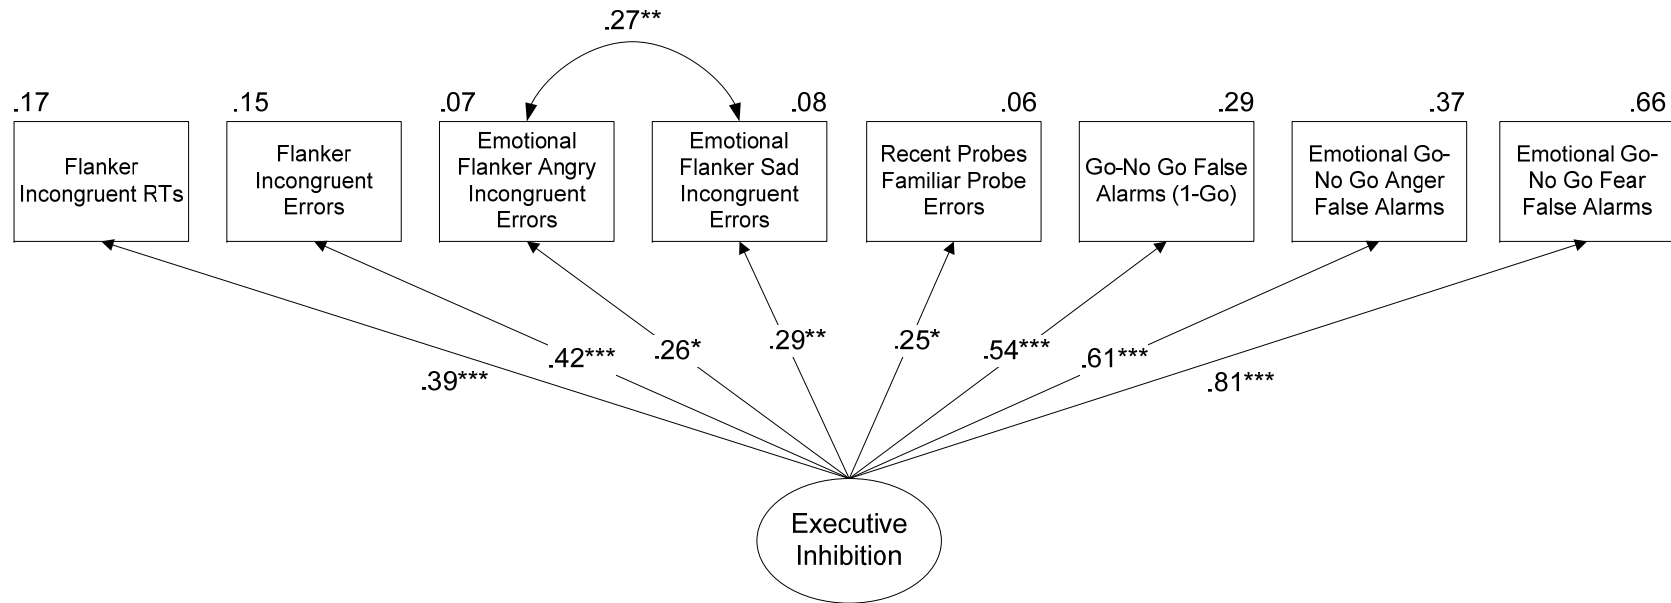 .27**
.17
.15
.07
.08
.06
.29
.37
.66
Flanker
Incongruent RTs
Flanker
Incongruent
Errors
Emotional
Flanker Angry
Incongruent
Errors
Emotional
Flanker Sad
Incongruent
Errors
Recent Probes
Familiar Probe
Errors
Go-No Go False
Alarms (1-Go)
Emotional Go-
No Go Anger
False Alarms
Emotional Go-
No Go Fear
False Alarms
.39***
.42***
.26*
.29**
.25*
.54***
.61***
.81***
Executive
Inhibition